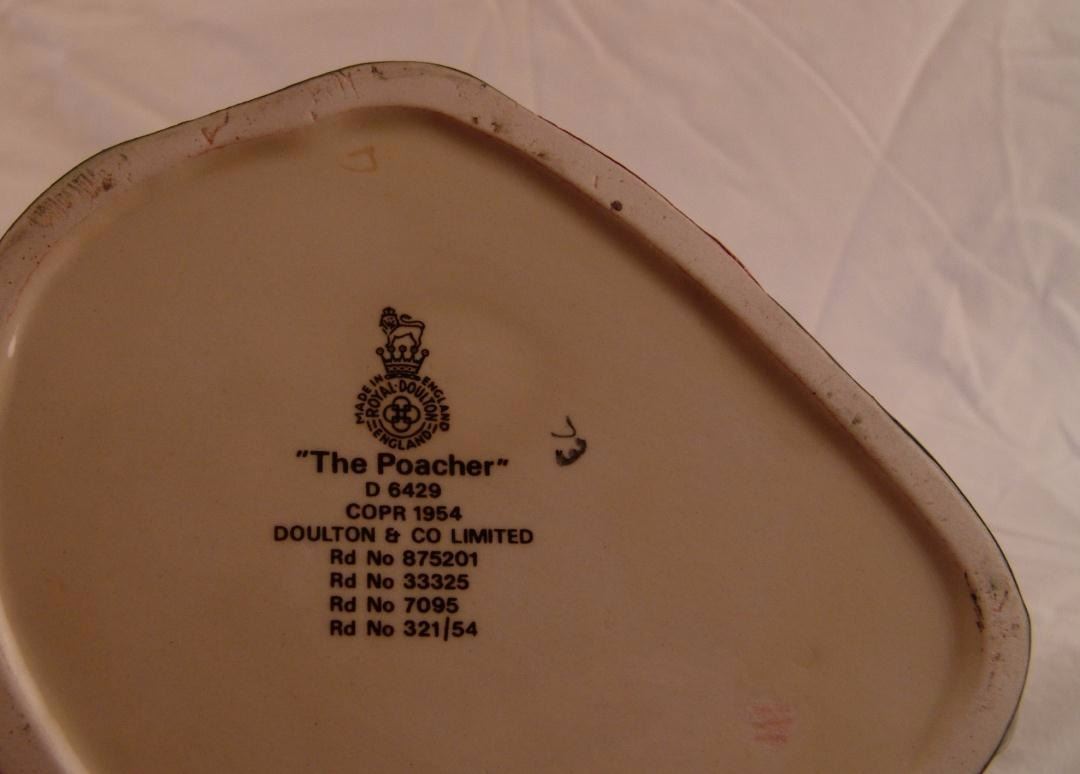 MADE IN ENGLAND
ROYAL·DOULTON
ENGLAND
"The Poacher"
D 6429
COPR 1954
DOULTON & CO LIMITED
Rd No 875201
Rd No 33325
Rd No 7095
Rd No 321/54